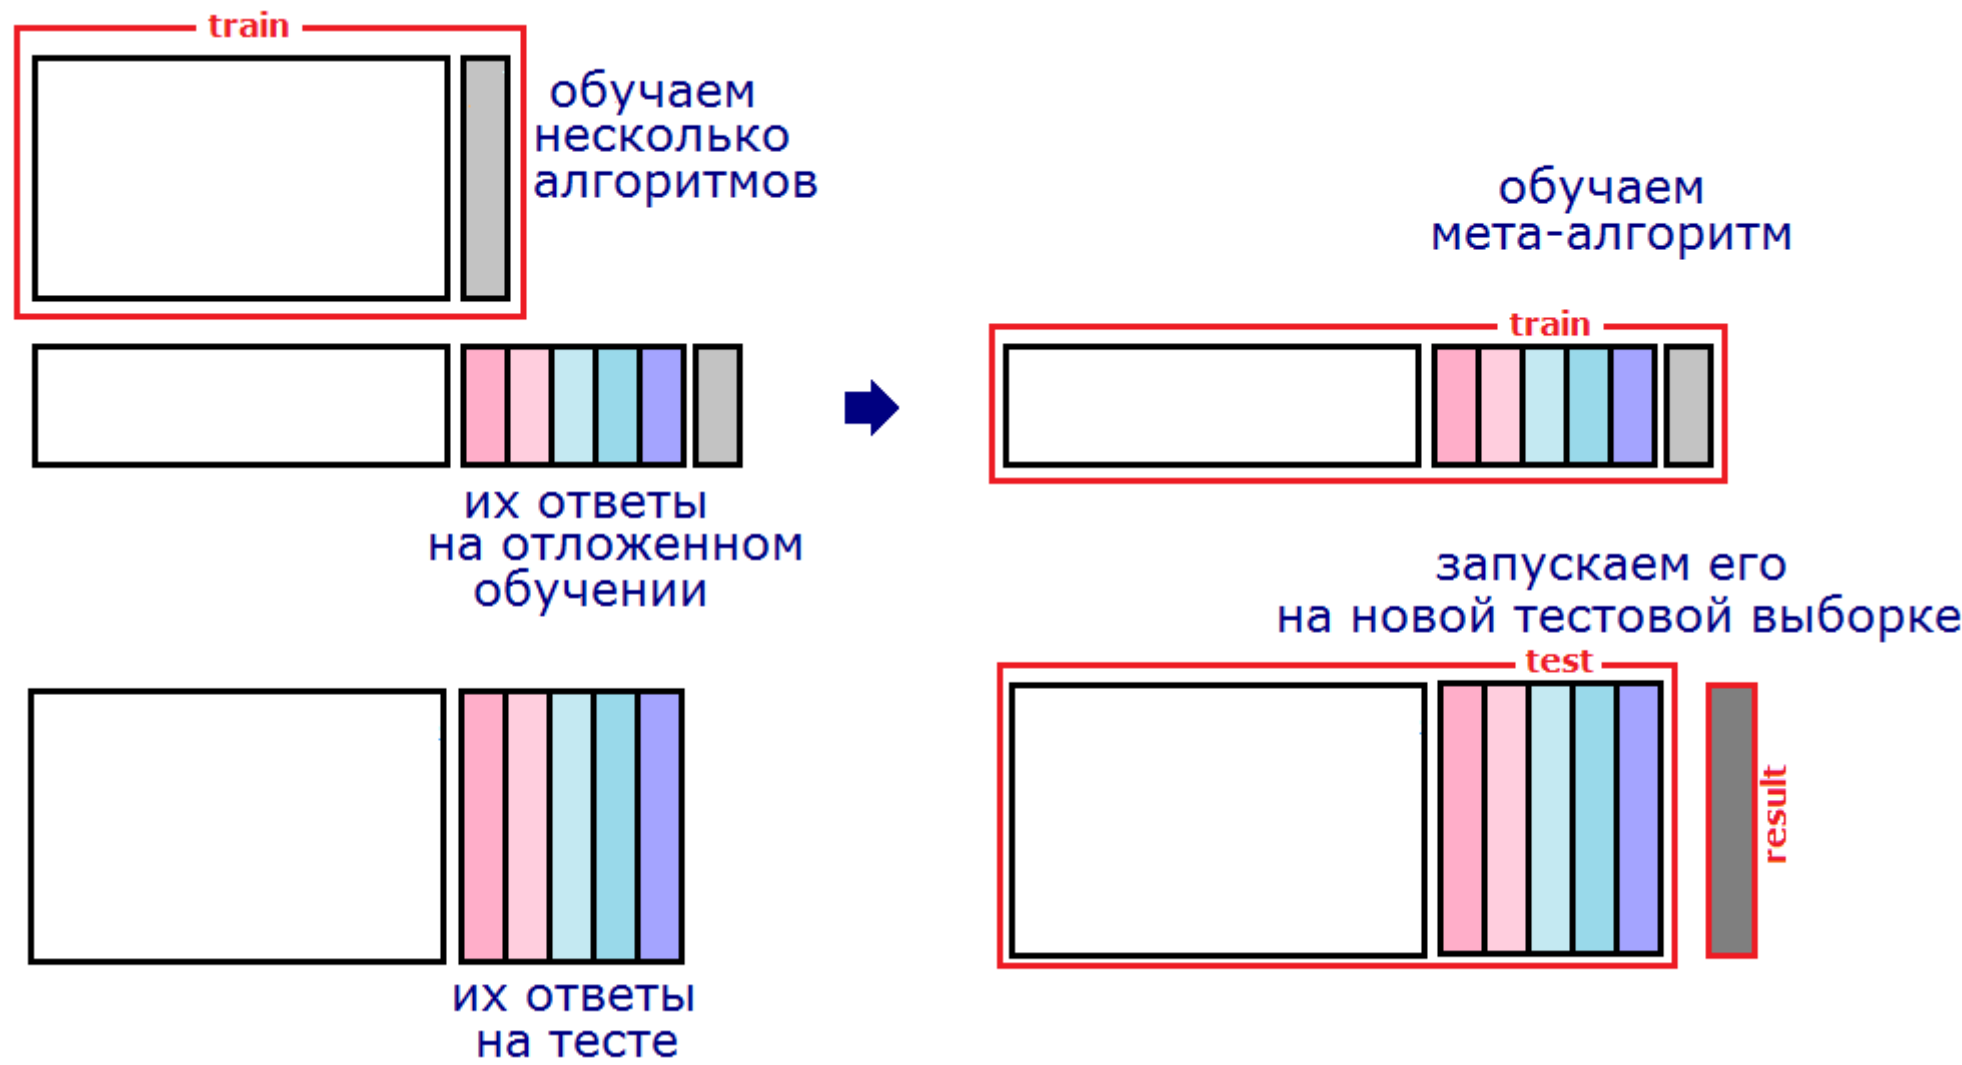 train
обучаем
несколько
алгоритмов
их ответы
на отложенном
обучении
их ответы
на тесте
обучаем
мета-алгоритм
train
запускаем его
на новой тестовой выборке
test
result